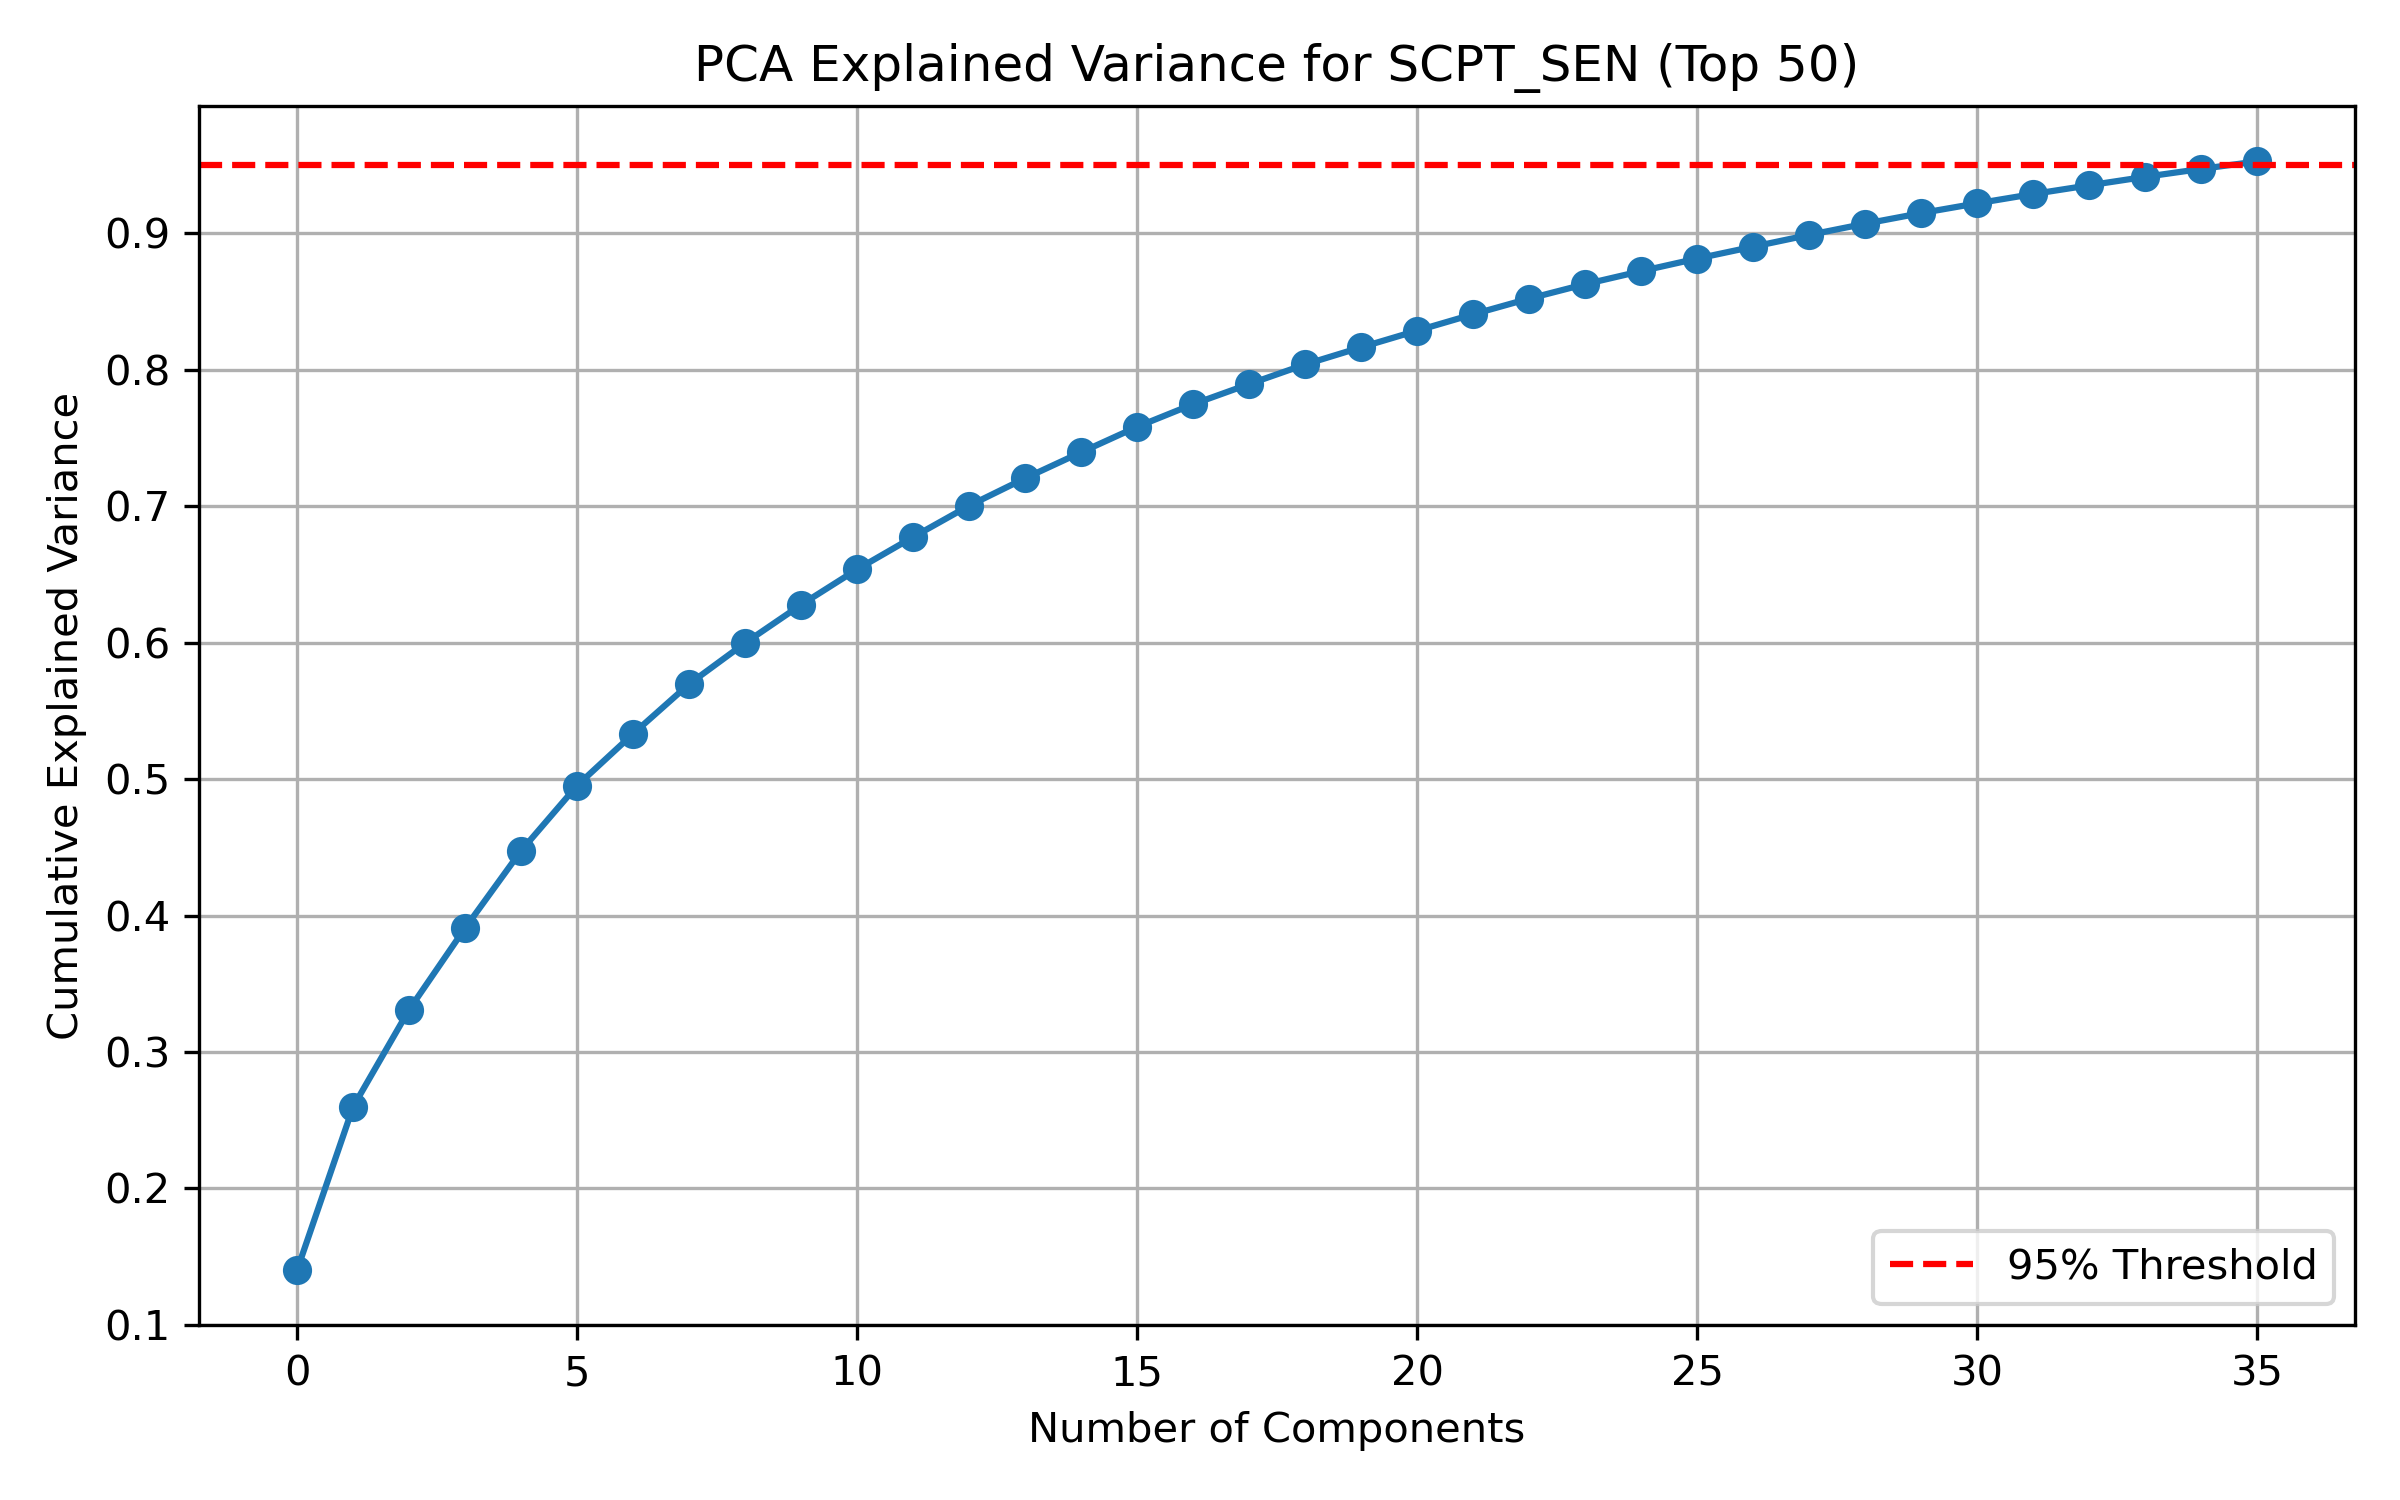 PCA Explained Variance for SCPT_SEN (Top 50)
Cumulative Explained Variance
0.9
0.8
0.7
0.6
0.5
0.4
0.3
0.2
0.1
95% Threshold
0 5 10 15 20 25 30 35
Number of Components